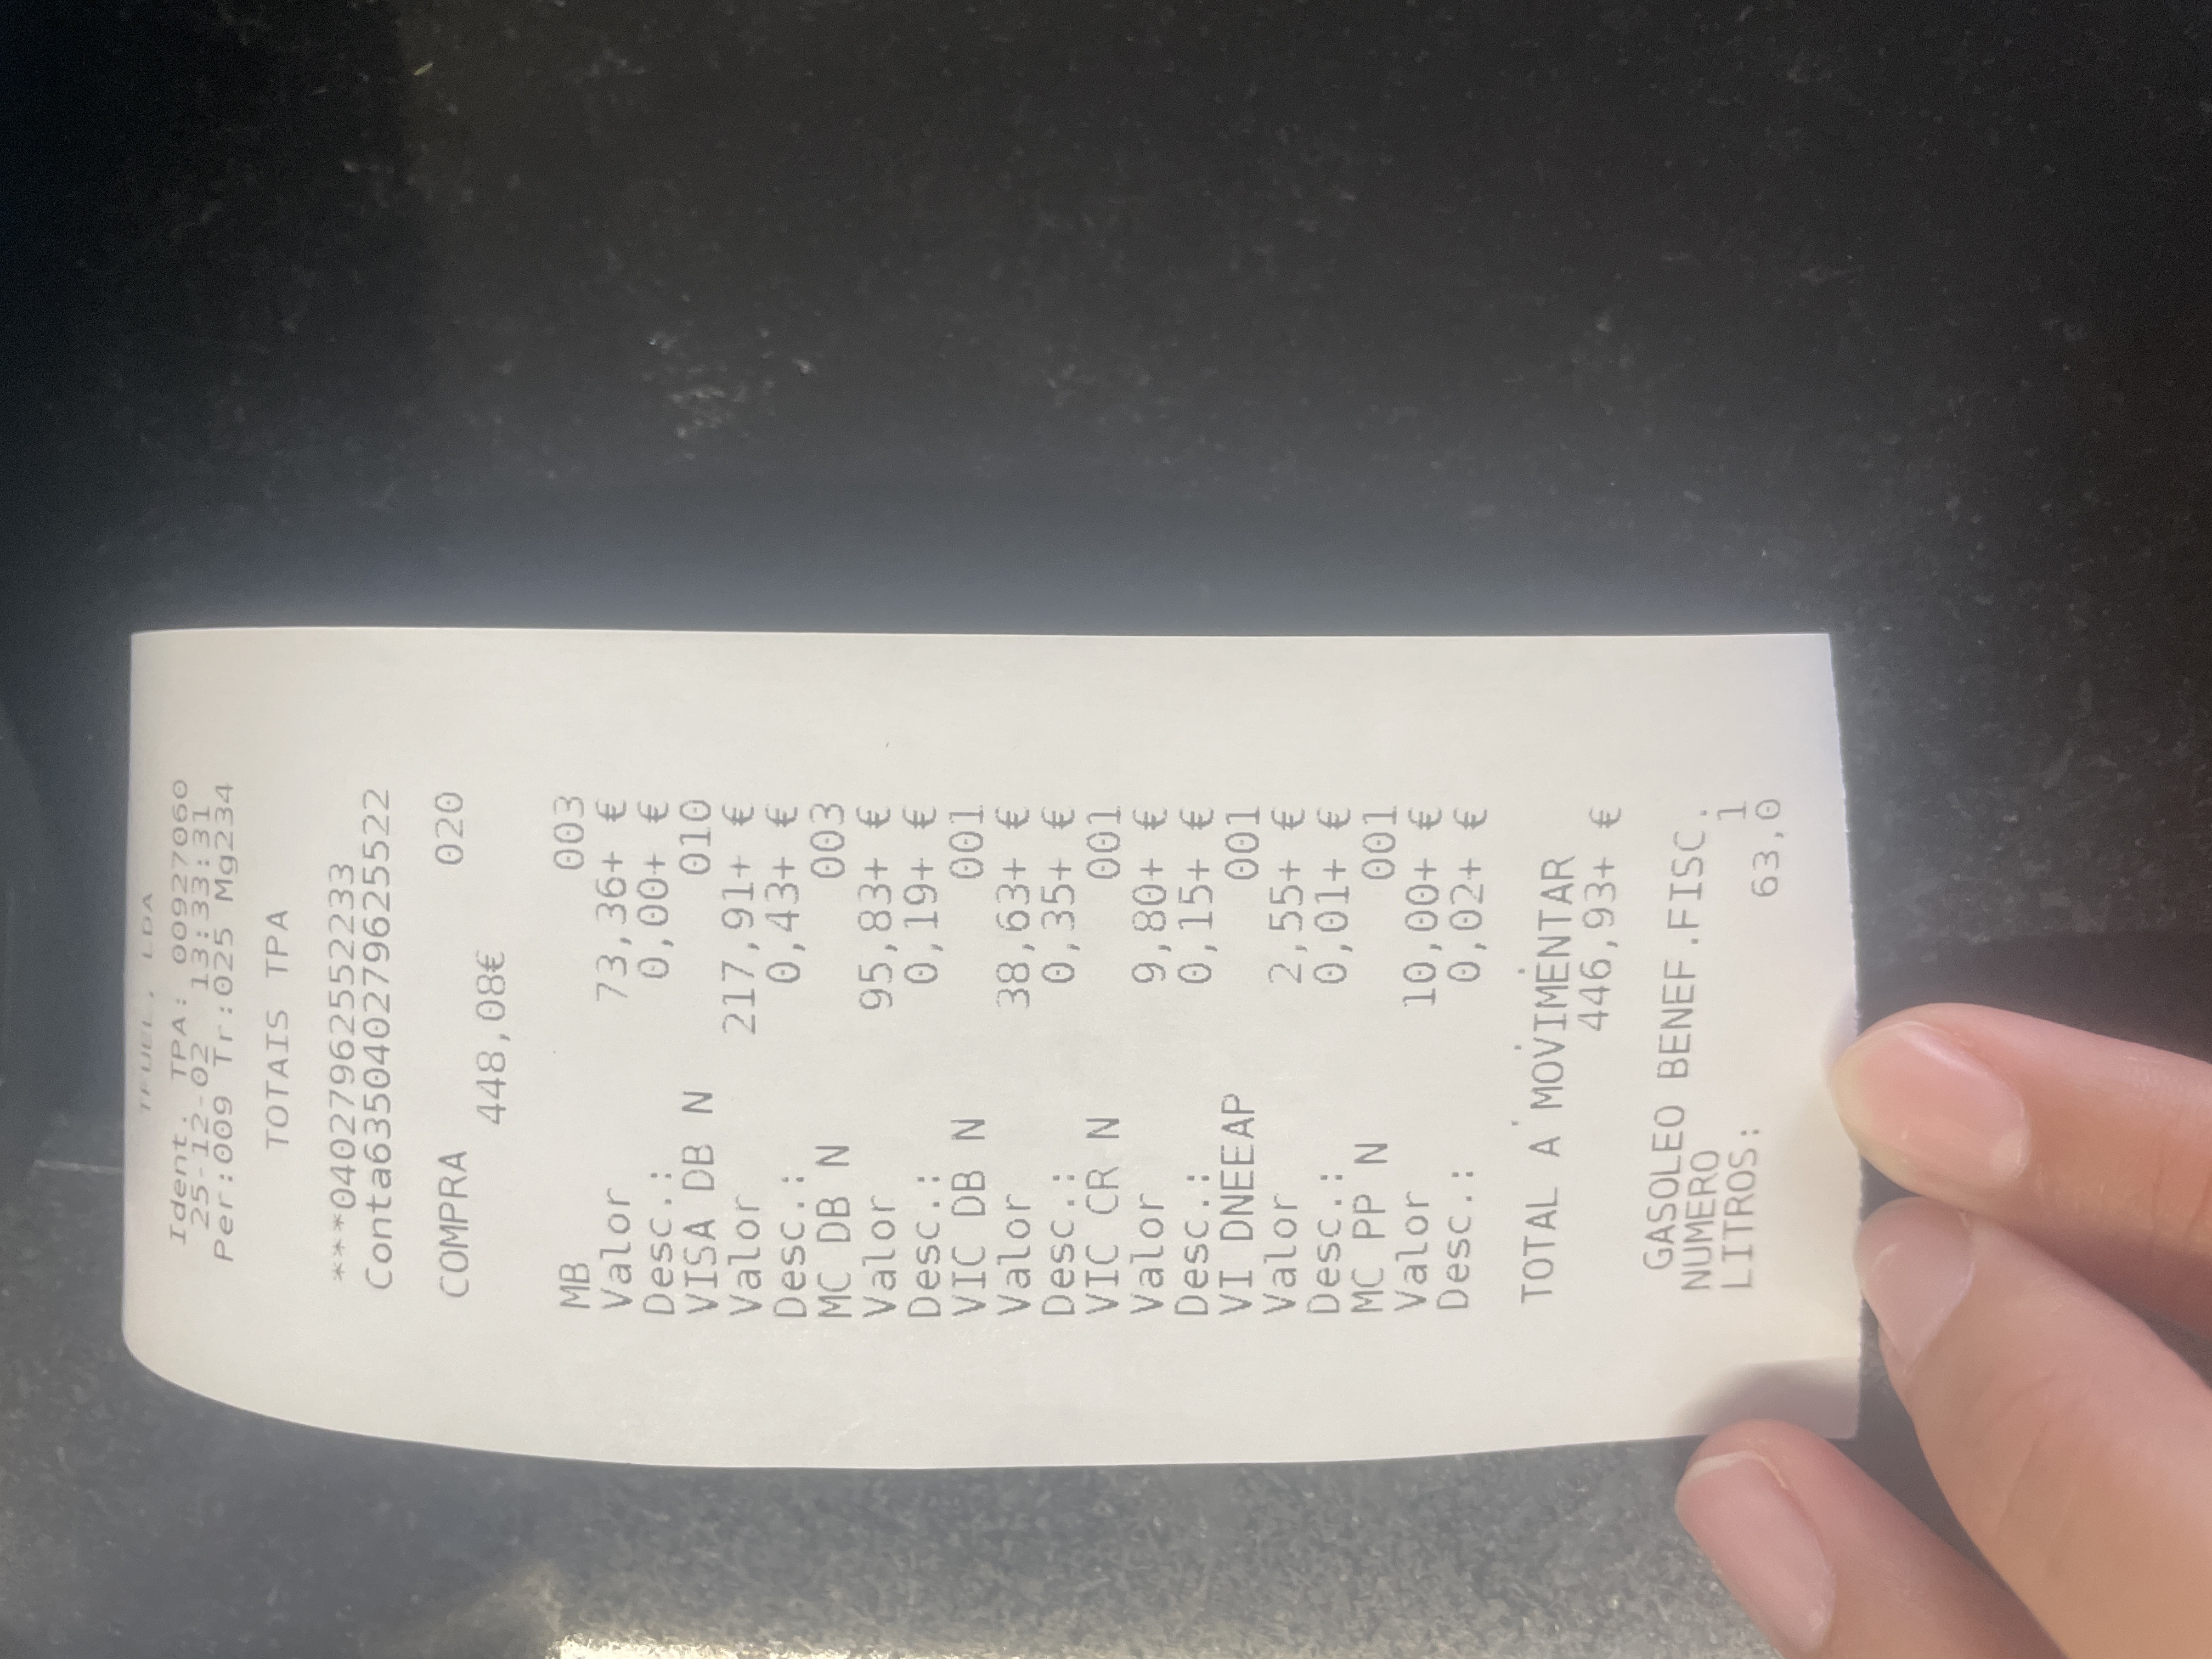 TFUEL, LDA
Ident. TPA: 00927060
25-12-02 13:33:31
Per:009 Tr:025 Mg234
TOTAIS TPA
***04027962552233
Conta6350402796255522
COMPRA 020
448,08€
MB 003
Valor 73,36+ €
Desc.: 0,00+ €
VISA DB N 010
Valor 217,91+ €
Desc.: 0,43+ €
MC DB N 003
Valor 95,83+ €
Desc.: 0,19+ €
VIC DB N 001
Valor 38,63+ €
Desc.: 0,35+ €
VIC CR N 001
Valor 9,80+ €
Desc.: 0,15+ €
VI DNEEAP 001
Valor 2,55+ €
Desc.: 0,01+ €
MC PP N 001
Valor 10,00+ €
Desc.: 0,02+ €
TOTAL A MOVIMENTAR
446,93+ €
GASOLEO BENEF.FISC.
NUMERO 1
LITROS: 63,0